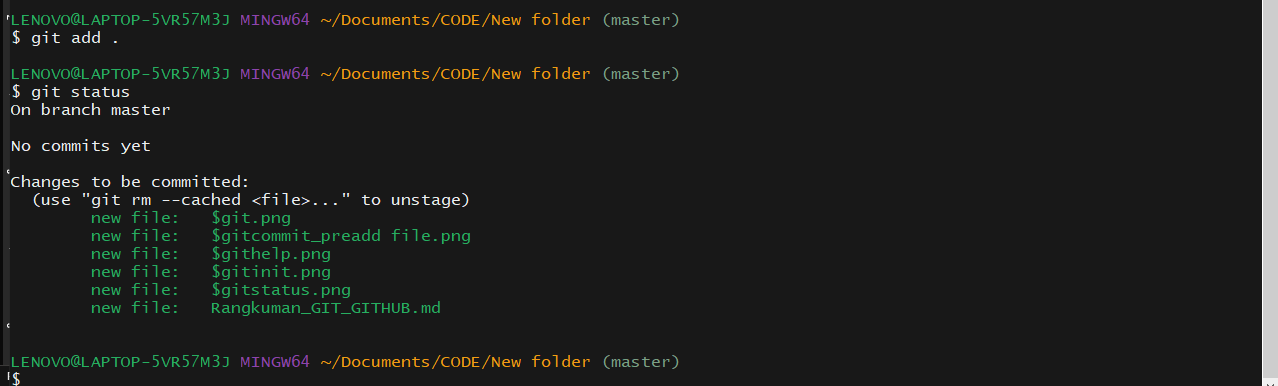 LENOVO@LAPTOP-5VR57M3J MINGW64 ~/Documents/CODE/New folder (master)
$ git add .
LENOVO@LAPTOP-5VR57M3J MINGW64 ~/Documents/CODE/New folder (master)
$ git status
On branch master
No commits yet
Changes to be committed:
  (use "git rm --cached <file>..." to unstage)
        new file:   $git.png
        new file:   $gitcommit_preadd file.png
        new file:   $githelp.png
        new file:   $gitinit.png
        new file:   $gitstatus.png
        new file:   Rangkuman_GIT_GITHUB.md
LENOVO@LAPTOP-5VR57M3J MINGW64 ~/Documents/CODE/New folder (master)
$